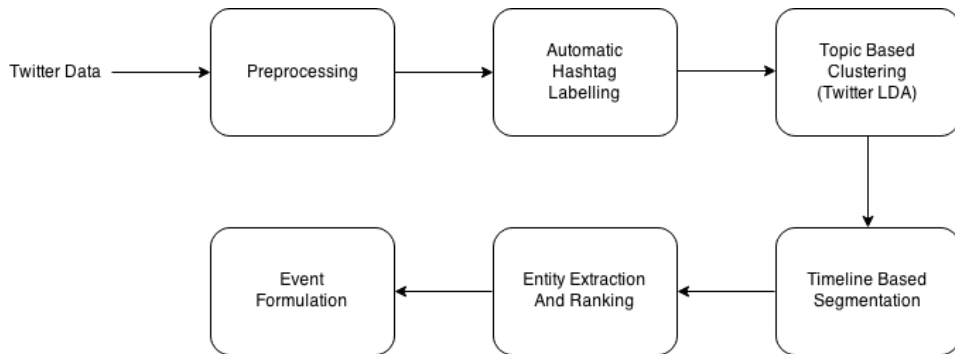 Twitter Data
Preprocessing
Automatic
Hashtag
Labelling
Topic Based
Clustering
(Twitter LDA)
Timeline Based
Segmentation
Entity Extraction
And Ranking
Event
Formulation